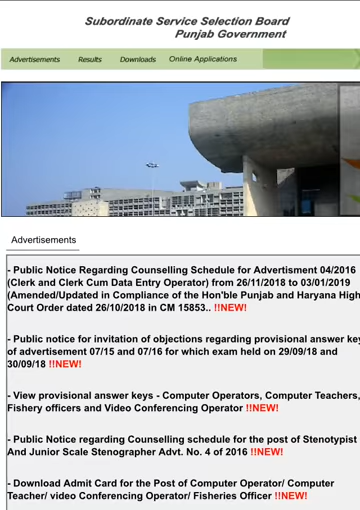 Subordinate Service Selection Board
Punjab Government
Advertisements Results Downloads Online Applications
Advertisements
- Public Notice Regarding Counselling Schedule for Advertisment 04/2016
(Clerk and Clerk Cum Data Entry Operator) from 26/11/2018 to 03/01/2019
(Amended/Updated in Compliance of the Hon'ble Punjab and Haryana High
Court Order dated 26/10/2018 in CM 15853.. !!NEW!
- Public notice for invitation of objections regarding provisional answer key
of advertisement 07/15 and 07/16 for which exam held on 29/09/18 and
30/09/18 !!NEW!
- View provisional answer keys - Computer Operators, Computer Teachers,
Fishery officers and Video Conferencing Operator !!NEW!
- Public Notice regarding Counselling schedule for the post of Stenotypist
And Junior Scale Stenographer Advt. No. 4 of 2016 !!NEW!
- Download Admit Card for the Post of Computer Operator/ Computer
Teacher/ video Conferencing Operator/ Fisheries Officer !!NEW!